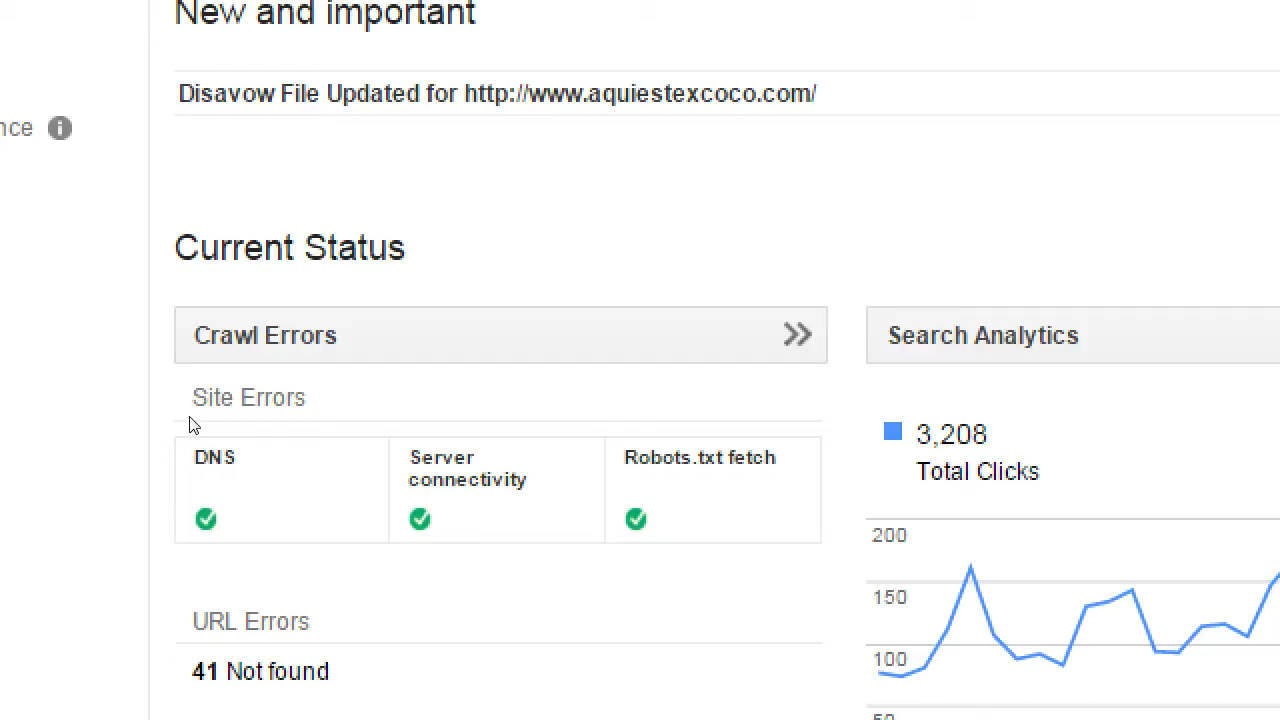 New and important
Disavow File Updated for http://www.aquiestexcoco.com/
nce
Current Status
Crawl Errors
Site Errors
DNS
Server
connectivity
Robots.txt fetch
URL Errors
41 Not found
Search Analytics
3,208
Total Clicks
200
150
100
50